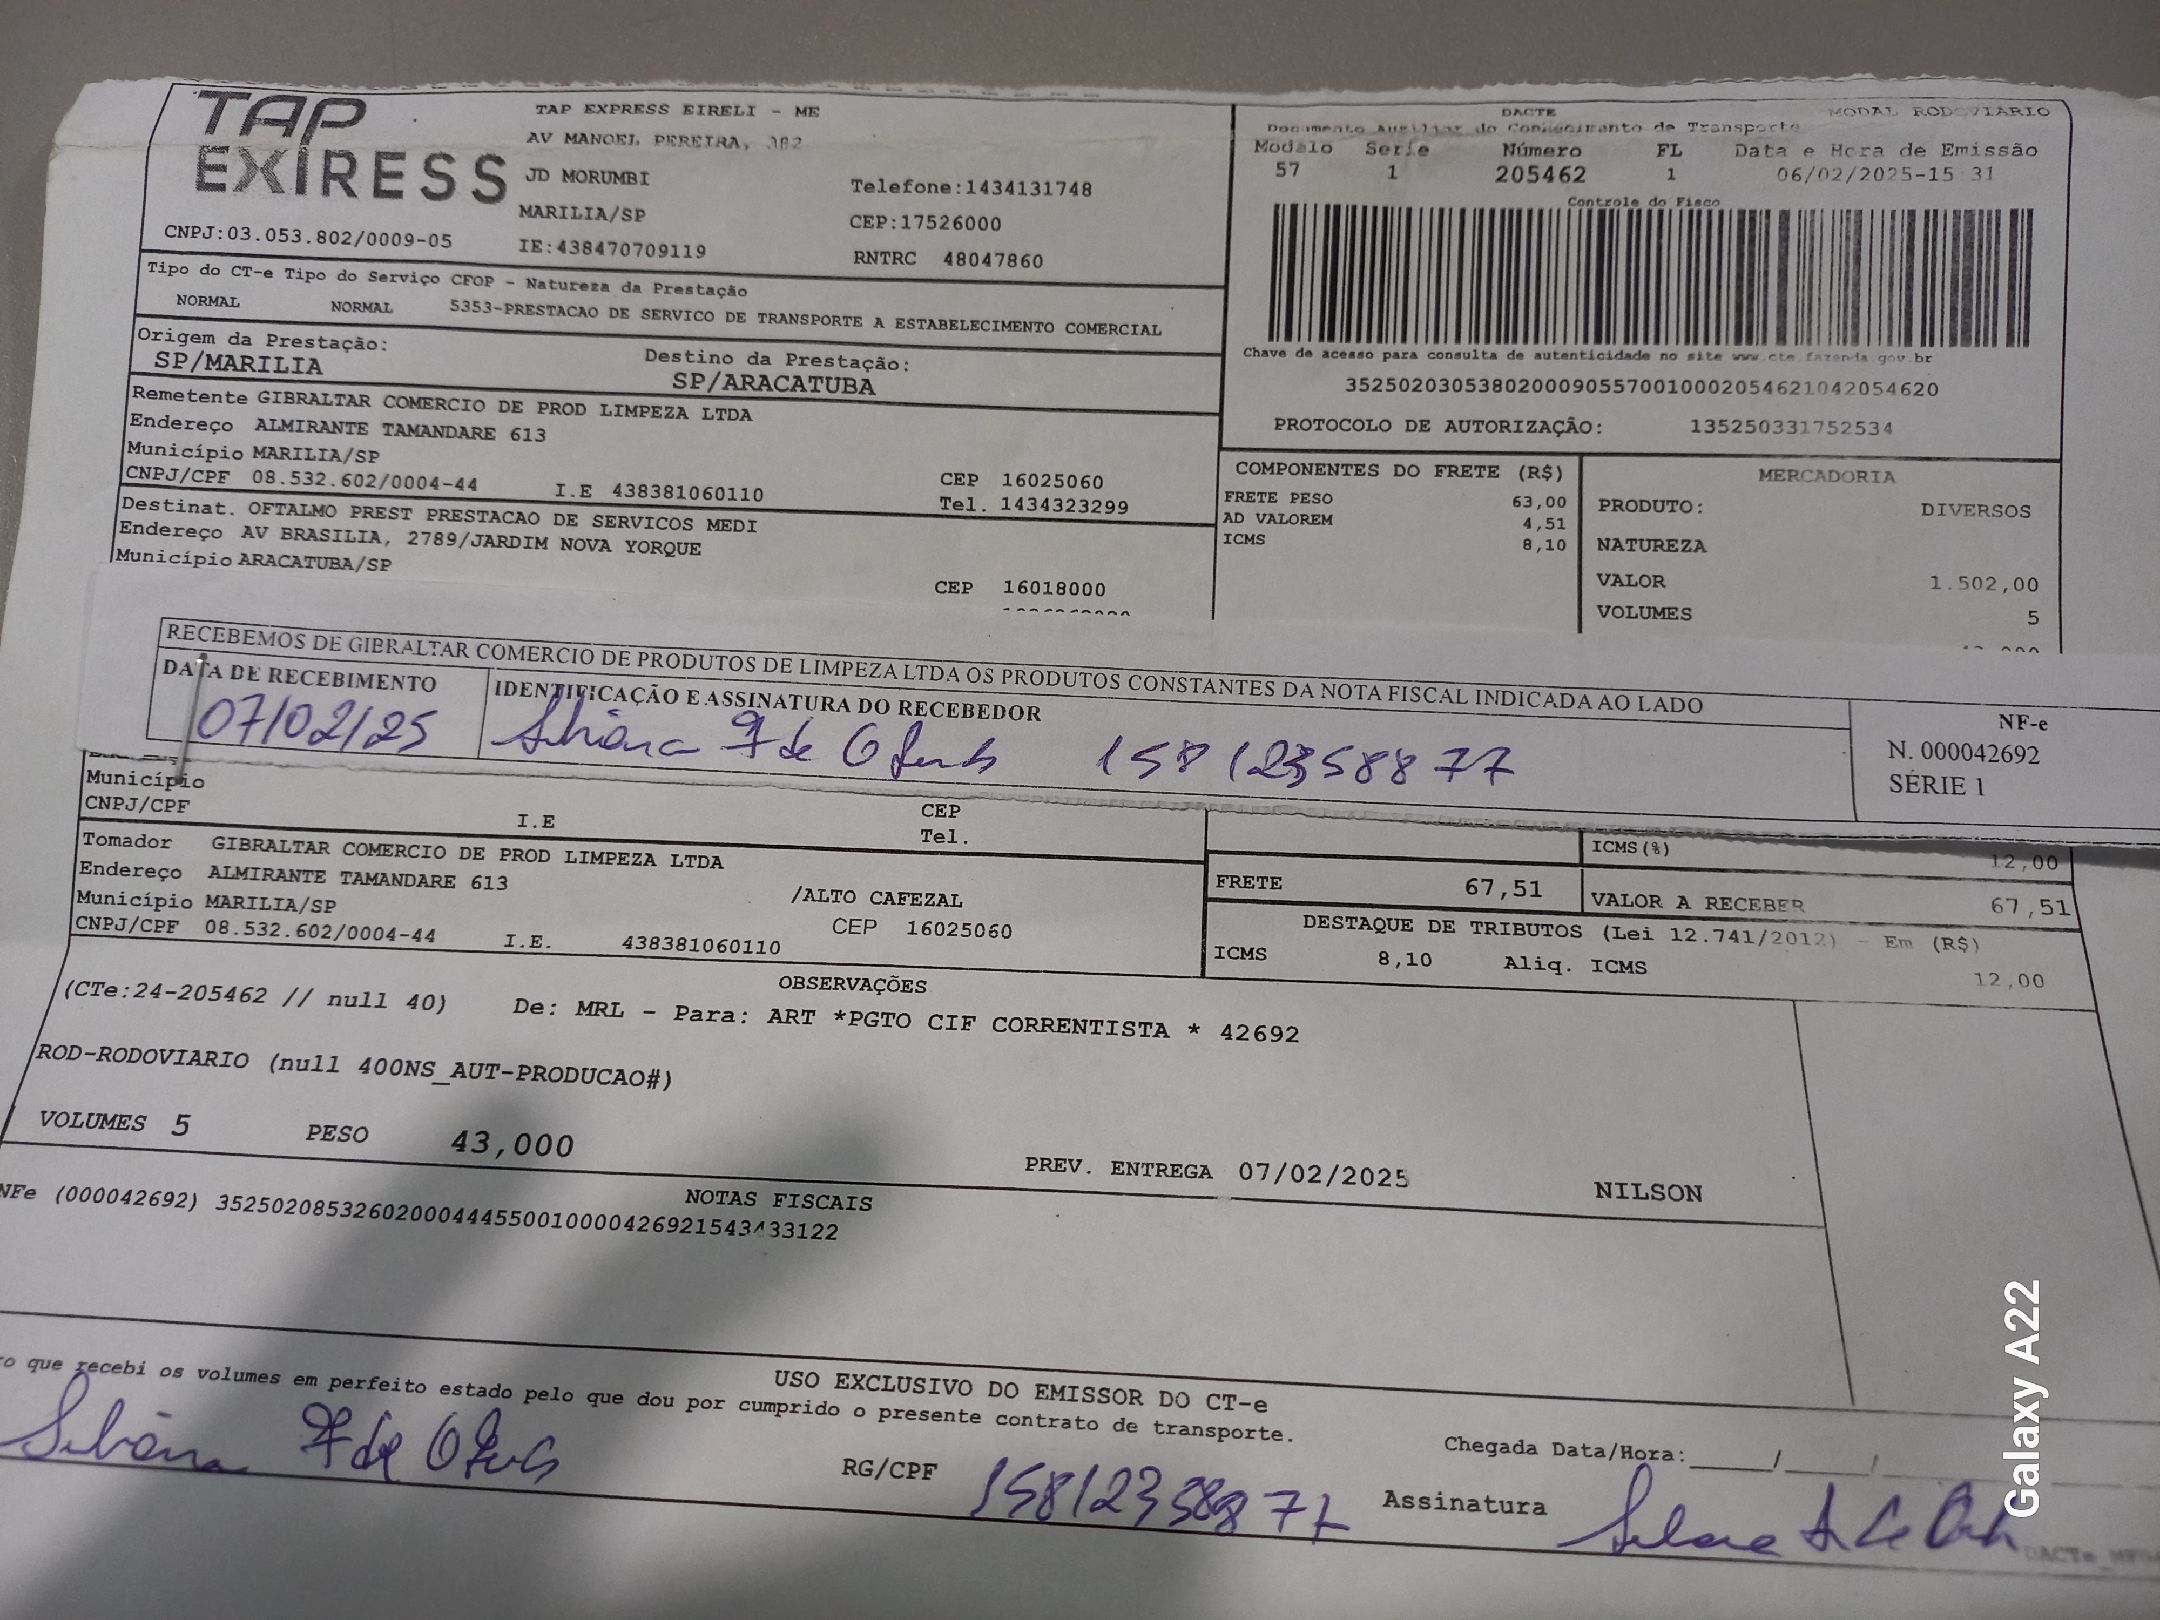 TAP EXPRESS
TAP EXPRESS EIRELI - ME
AV MANOEL PEREIRA, 382
JD MORUMBI
Telefone:1434131748
MARILIA/SP
CEP:17526000
CNPJ:03.053.802/0009-05
IE:438470709119
RNTRC 48047860
DACTE
MODAL RODOVIÁRIO
Documento Auxiliar do Conhecimento de Transporte
Modelo Serie Número FL Data e Hora de Emissão
57 1 205462 1 06/02/2025-15 31
Controle do Fisco
Chave de acesso para consulta de autenticidade no site www.cte.fazenda.gov.br
35250203053802000905570010002054621042054620
PROTOCOLO DE AUTORIZAÇÃO: 135250331752534
Tipo do CT-e Tipo do Serviço CFOP - Natureza da Prestação
NORMAL NORMAL 5353-PRESTACAO DE SERVICO DE TRANSPORTE A ESTABELECIMENTO COMERCIAL
Origem da Prestação: Destino da Prestação:
SP/MARILIA SP/ARACATUBA
Remetente GIBRALTAR COMERCIO DE PROD LIMPEZA LTDA
Endereço ALMIRANTE TAMANDARE 613
Município MARILIA/SP CEP 16025060
CNPJ/CPF 08.532.602/0004-44 I.E 438381060110 Tel. 1434323299
Destinat. OFTALMO PREST PRESTACAO DE SERVICOS MEDI
Endereço AV BRASILIA, 2789/JARDIM NOVA YORQUE
Município ARACATUBA/SP CEP 16018000
COMPONENTES DO FRETE (R$)
FRETE PESO 63,00
AD VALOREM 4,51
ICMS 8,10
MERCADORIA
PRODUTO: DIVERSOS
NATUREZA
VALOR 1.502,00
VOLUMES 5
RECEBEMOS DE GIBRALTAR COMERCIO DE PRODUTOS DE LIMPEZA LTDA OS PRODUTOS CONSTANTES DA NOTA FISCAL INDICADA AO LADO
DATA DE RECEBIMENTO
07/02/25
IDENTIFICAÇÃO E ASSINATURA DO RECEBEDOR
158 12358877
NF-e
N. 000042692
SÉRIE 1
Município CEP
CNPJ/CPF I.E Tel.
Tomador GIBRALTAR COMERCIO DE PROD LIMPEZA LTDA
Endereço ALMIRANTE TAMANDARE 613 /ALTO CAFEZAL
Município MARILIA/SP CEP 16025060
CNPJ/CPF 08.532.602/0004-44 I.E. 438381060110
ICMS(%) 12,00
FRETE 67,51 VALOR A RECEBER 67,51
DESTAQUE DE TRIBUTOS (Lei 12.741/2012) - Em (R$)
ICMS 8,10 Aliq. ICMS 12,00
OBSERVAÇÕES
(CTe:24-205462 // null 40) De: MRL - Para: ART *PGTO CIF CORRENTISTA * 42692
ROD-RODOVIARIO (null 400NS_AUT-PRODUCAO#)
VOLUMES 5 PESO 43,000 PREV. ENTREGA 07/02/2025 NILSON
NOTAS FISCAIS
NFe (000042692) 35250208532602000444550010000426921543433122
USO EXCLUSIVO DO EMISSOR DO CT-e
ro que recebi os volumes em perfeito estado pelo que dou por cumprido o presente contrato de transporte.
Chegada Data/Hora:_____/_____/
RG/CPF 15812358877 Assinatura
Galaxy A22